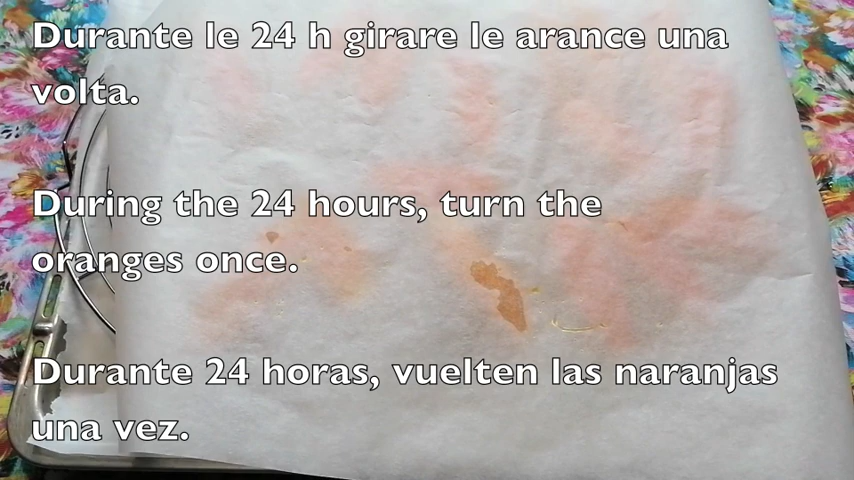 Durante le 24 h girare le arance una
volta.
During the 24 hours, turn the
oranges once.
Durante 24 horas, vuelten las naranjas
una vez.